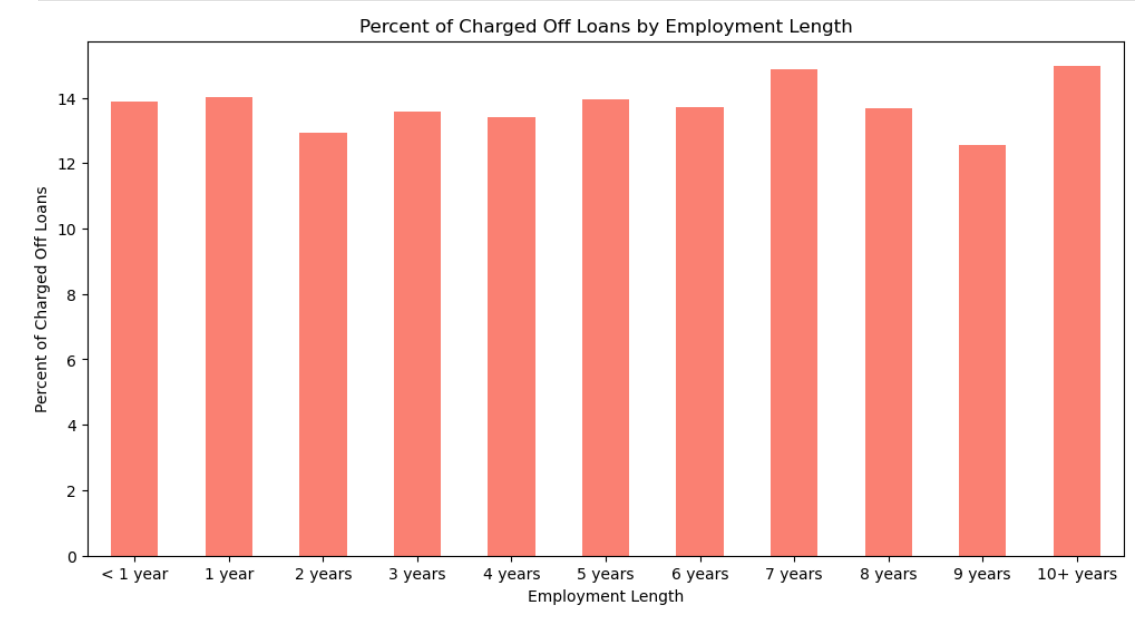 Percent of Charged Off Loans by Employment Length
Percent of Charged Off Loans
14
12
10
8
6
4
2
0
< 1 year 1 year 2 years 3 years 4 years 5 years 6 years 7 years 8 years 9 years 10+ years
Employment Length